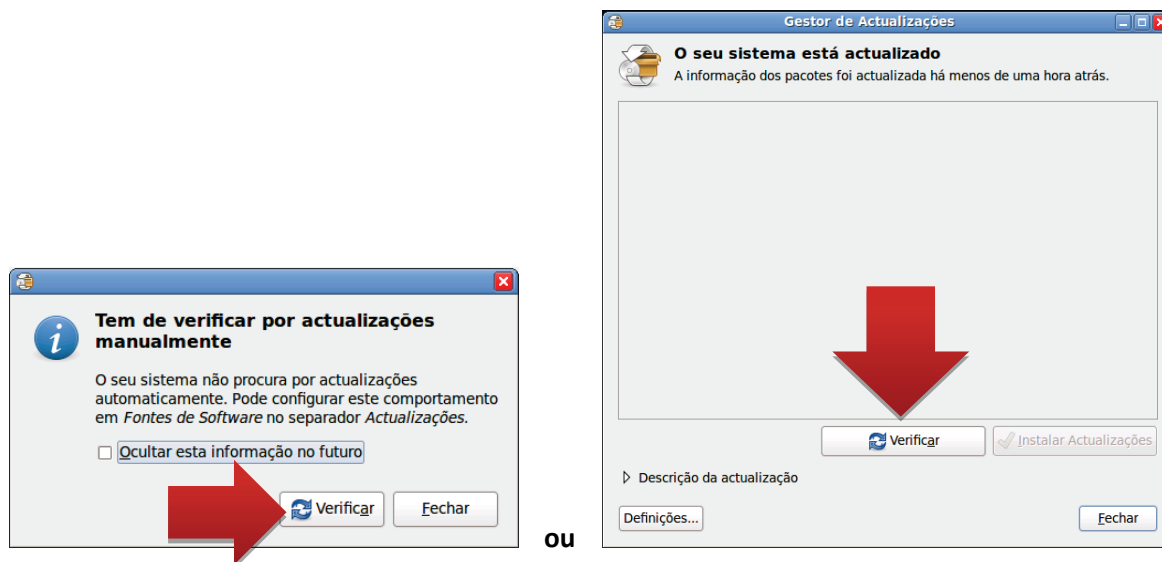 Tem de verificar por actualizações
manualmente
O seu sistema não procura por actualizações
automaticamente. Pode configurar este comportamento
em Fontes de Software no separador Actualizações.
Ocultar esta informação no futuro
Verificar
Fechar
ou
Gestor de Actualizações
O seu sistema está actualizado
A informação dos pacotes foi actualizada há menos de uma hora atrás.
Verificar
Instalar Actualizações
Descrição da actualização
Definições...
Fechar